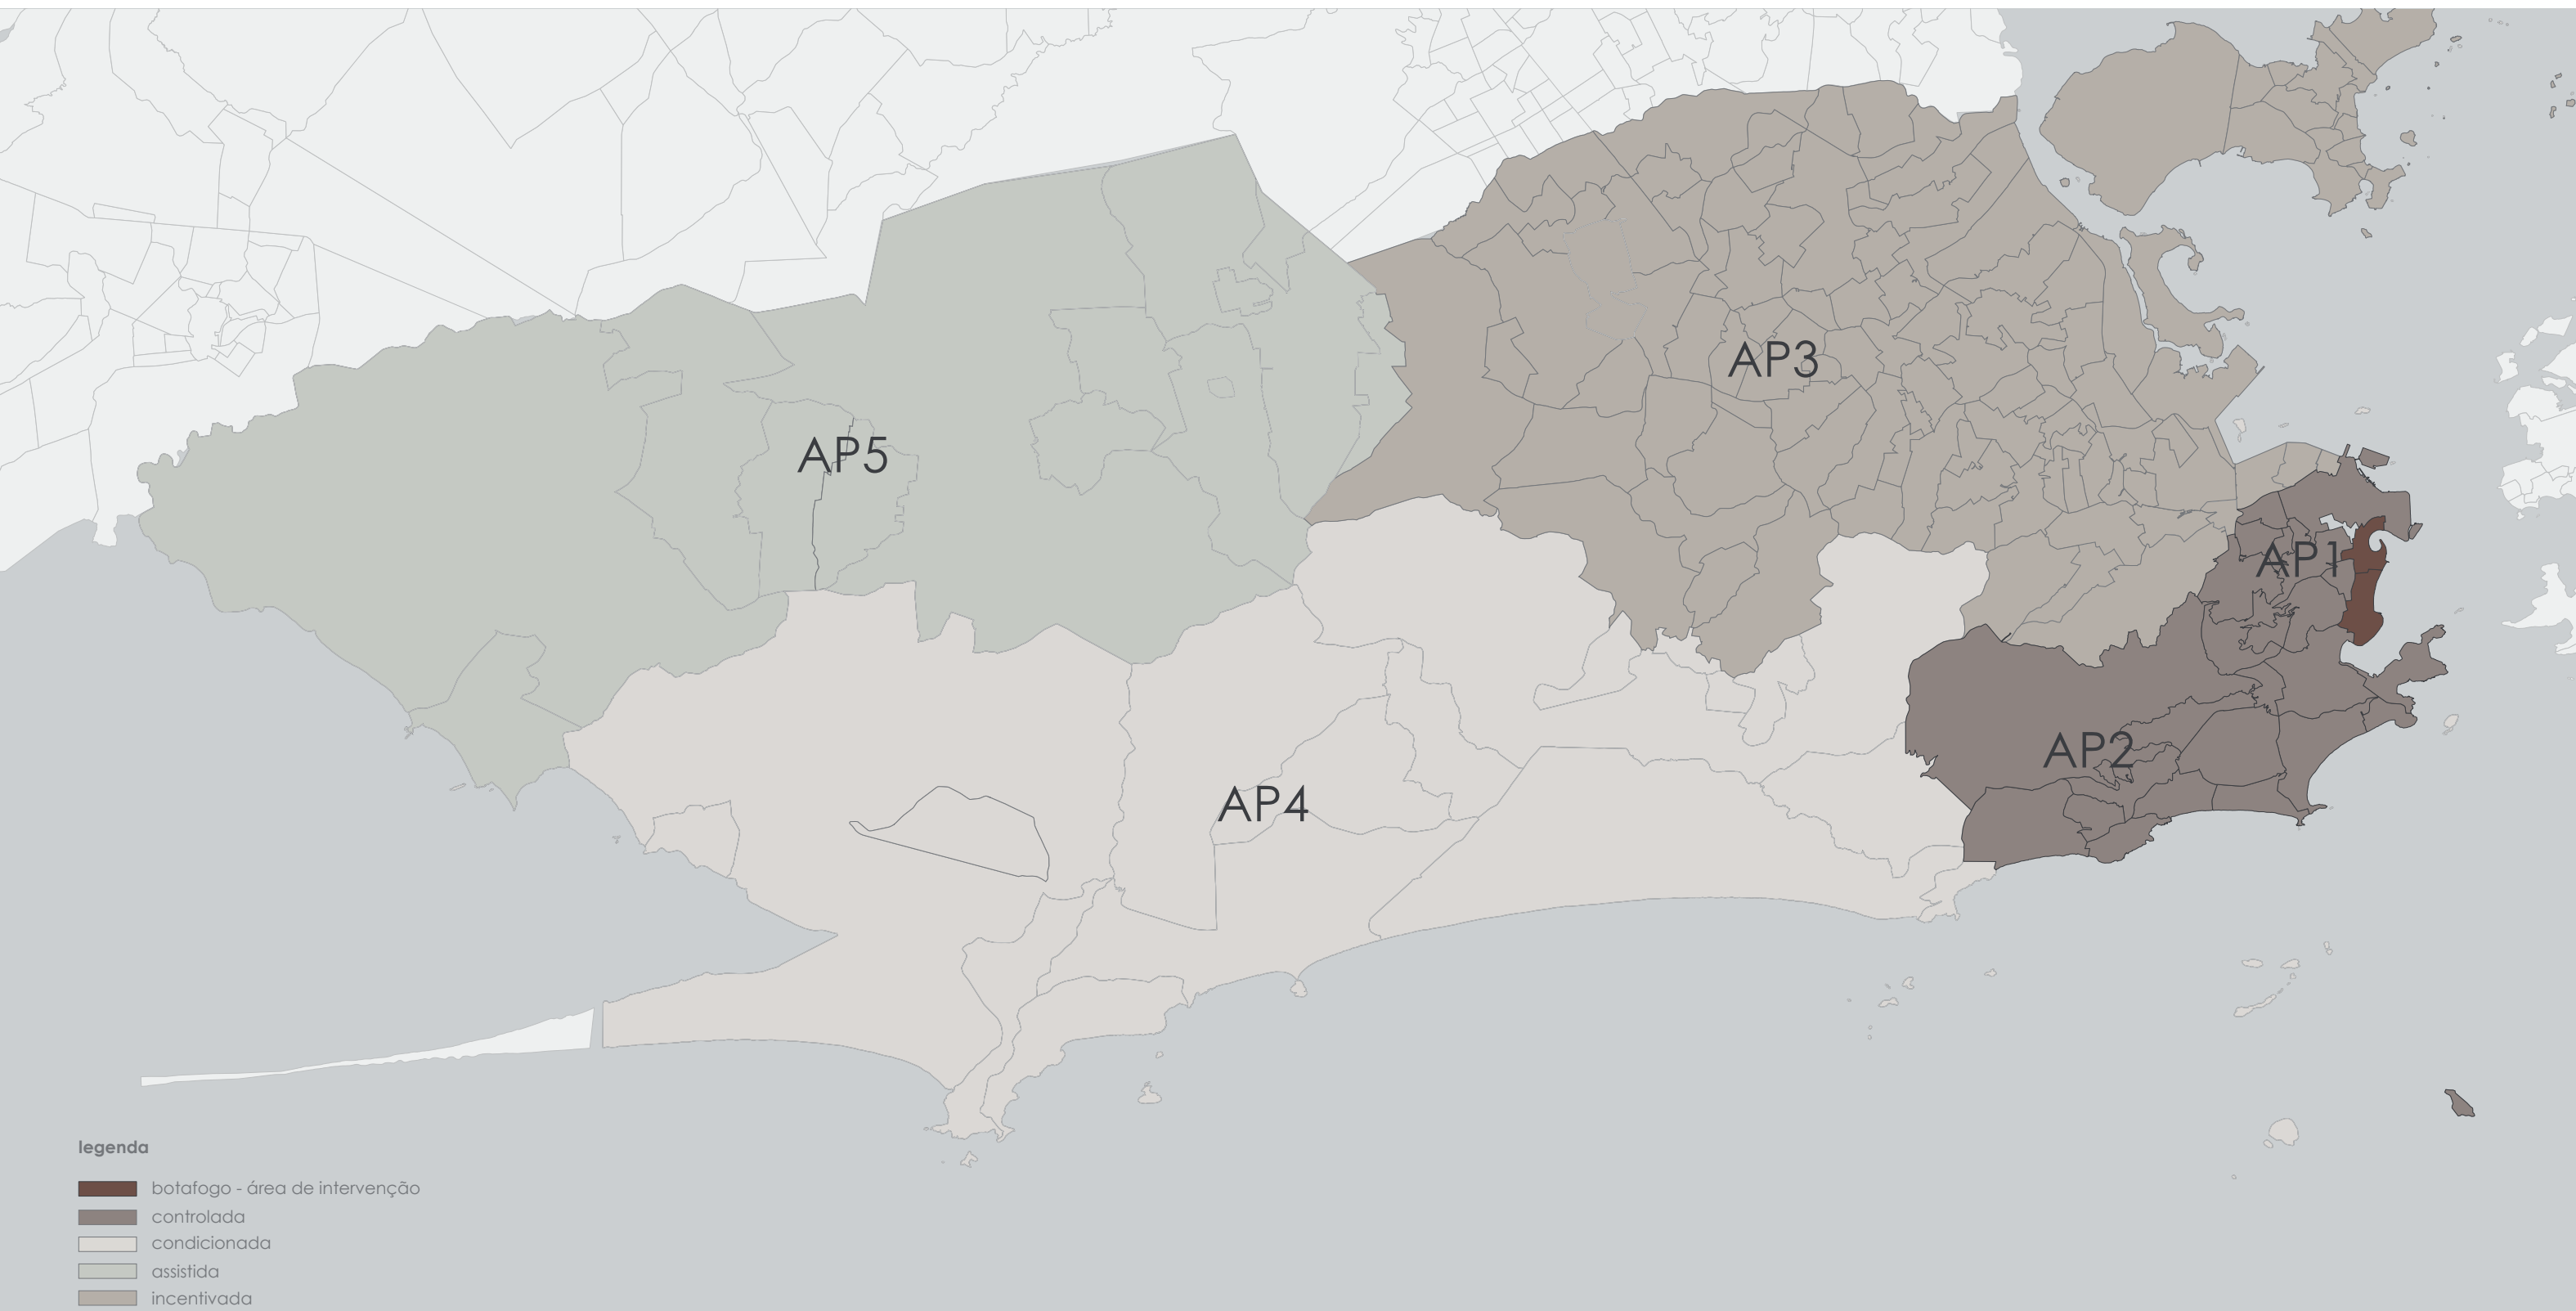 AP3
AP5
AP1
AP2
AP4
legenda
botafogo - área de intervenção
controlada
condicionada
assistida
incentivada